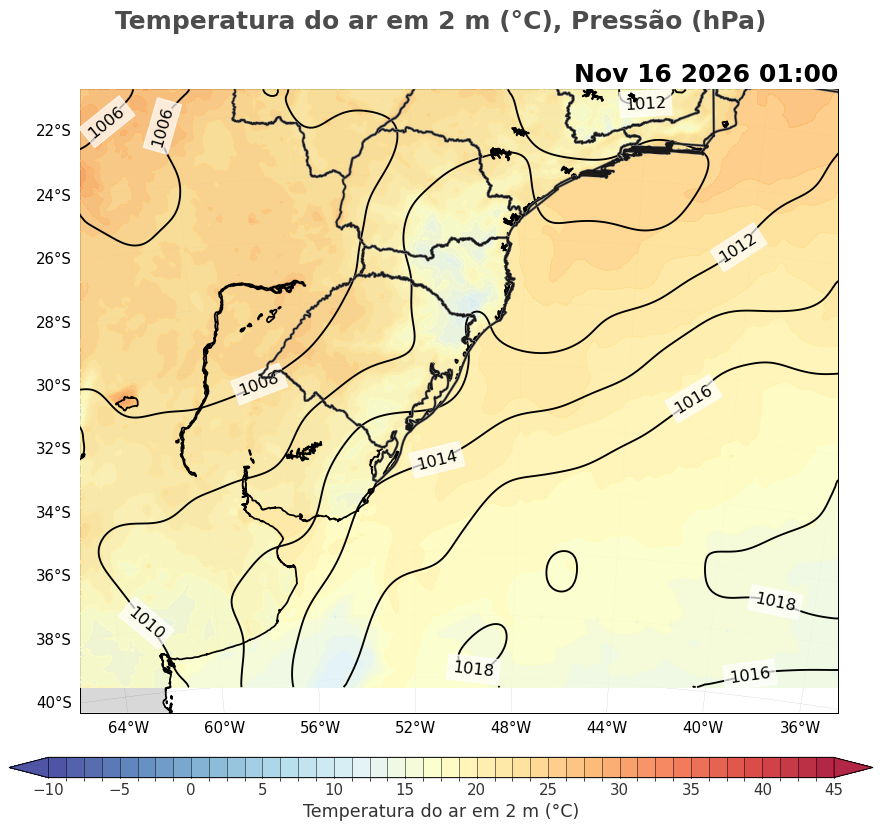 Temperatura do ar em 2 m (°C), Pressão (hPa)
Nov 16 2026 01:00
1006
1006
1012
22°S
24°S
26°S
28°S
30°S
32°S
34°S
36°S
38°S
40°S
1012
1008
1016
1014
1010
1018
1018
1016
64°W 60°W 56°W 52°W 48°W 44°W 40°W 36°W
−10 −5 0 5 10 15 20 25 30 35 40 45
Temperatura do ar em 2 m (°C)